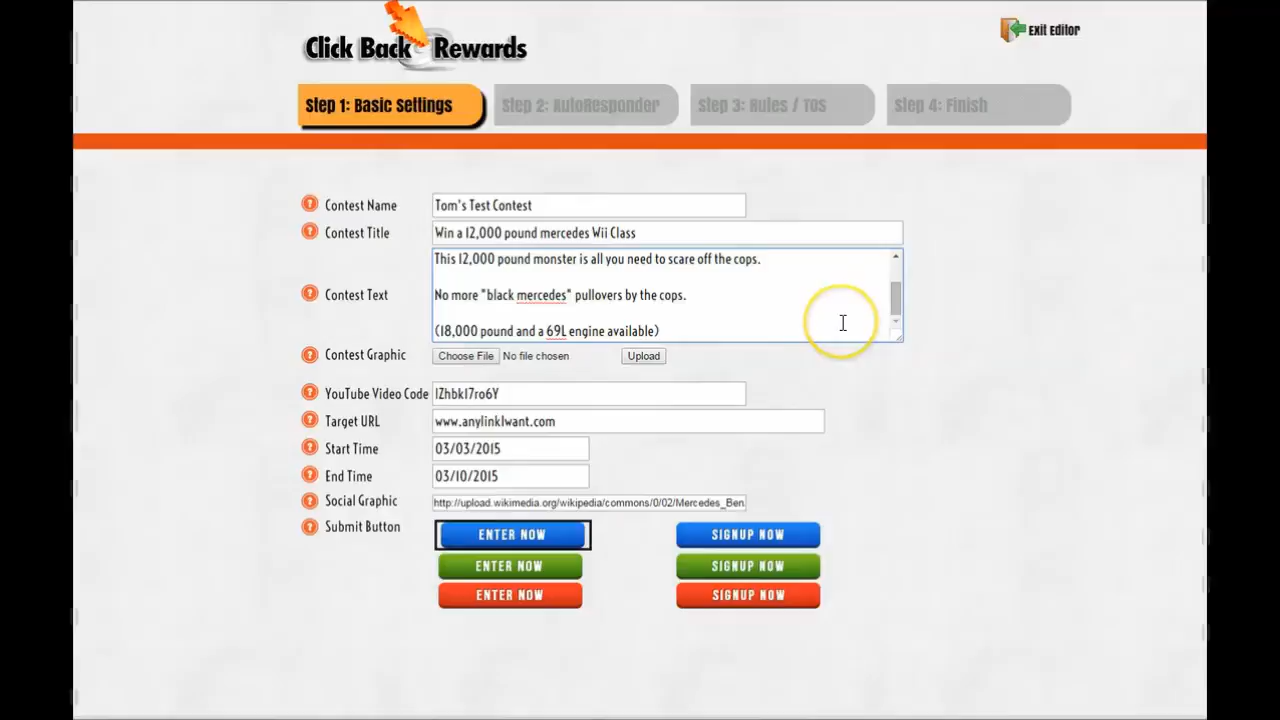 Click Back Rewards
Exit Editor
Step 1: Basic Settings
Step 2: AutoResponder
Step 3: Rules / TOS
Step 4: Finish
? Contest Name Tom's Test Contest
? Contest Title Win a 12,000 pound mercedes Wii Class
This 12,000 pound monster is all you need to scare off the cops.
? Contest Text No more "black mercedes" pullovers by the cops.
(18,000 pound and a 69L engine available)
? Contest Graphic Choose File No file chosen Upload
? YouTube Video Code 1Zhbk17ro6Y
? Target URL www.anylinkIwant.com
? Start Time 03/03/2015
? End Time 03/10/2015
? Social Graphic http://upload.wikimedia.org/wikipedia/commons/0/02/Mercedes_Ben
? Submit Button
ENTER NOW SIGNUP NOW
ENTER NOW SIGNUP NOW
ENTER NOW SIGNUP NOW